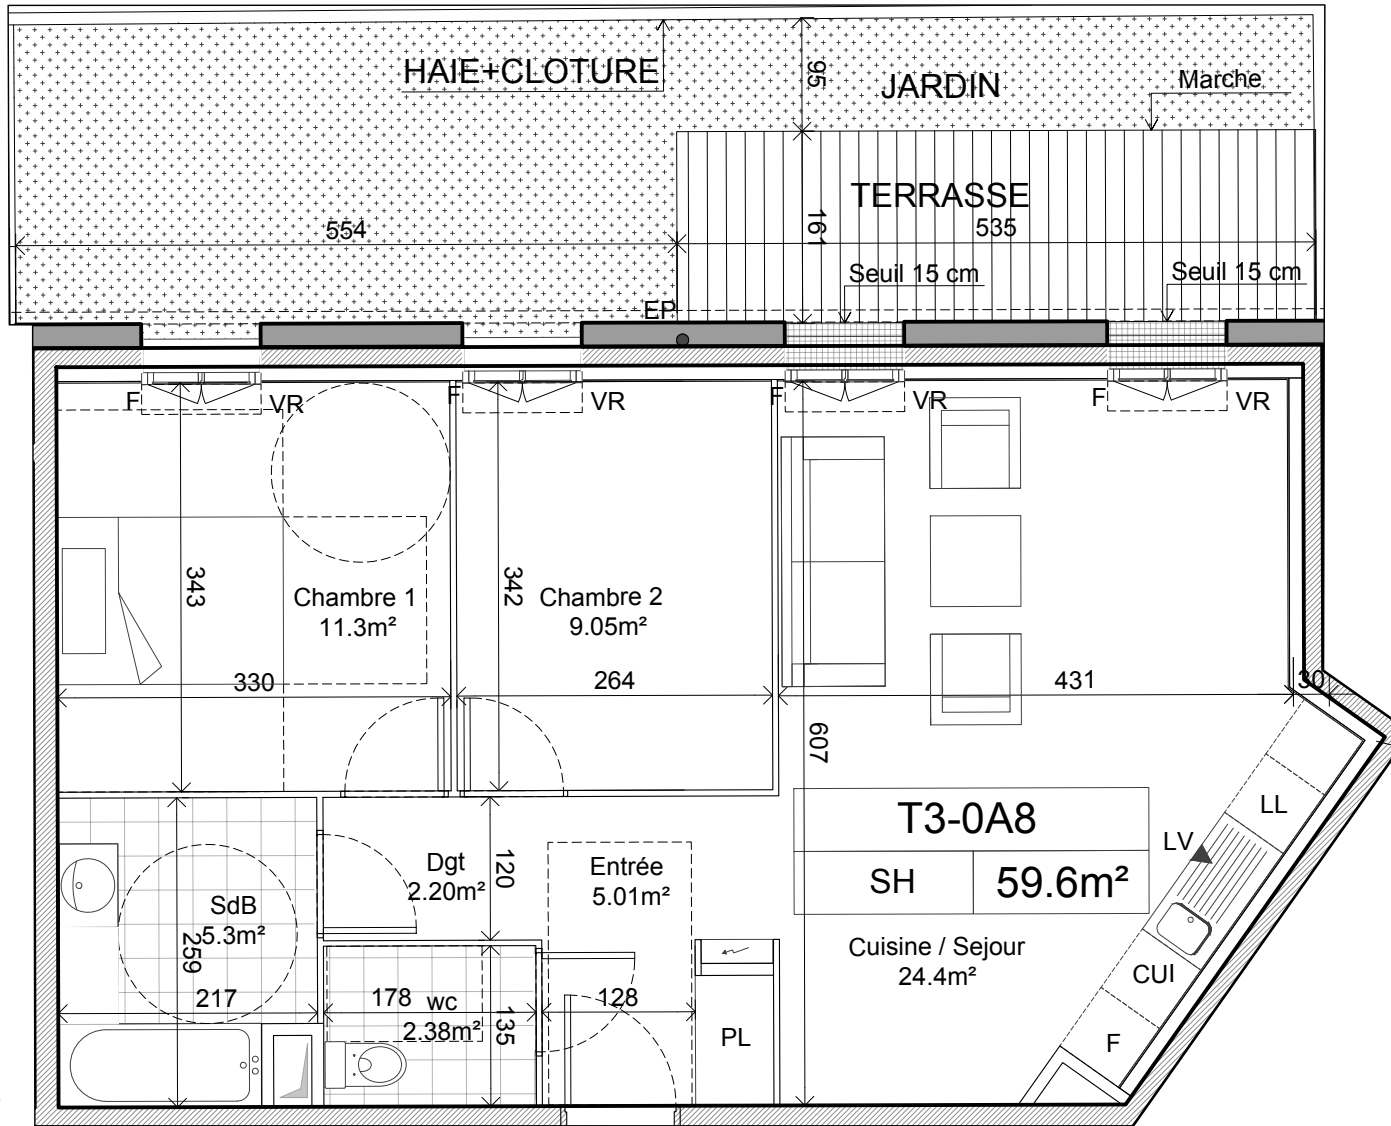 HAIE+CLOTURE
95
JARDIN
Marche
TERRASSE
554
161
535
Seuil 15 cm
Seuil 15 cm
EP
F
VR
F
VR
F
VR
F
VR
343
Chambre 1
11.3m²
342
Chambre 2
9.05m²
330
264
431
30
607
T3-0A8
SH
59.6m²
LL
LV
Dgt
2.20m²
120
Entrée
5.01m²
SdB
5.3m²
259
217
Cuisine / Sejour
24.4m²
CUI
178
wc
2.38m²
135
128
PL
F